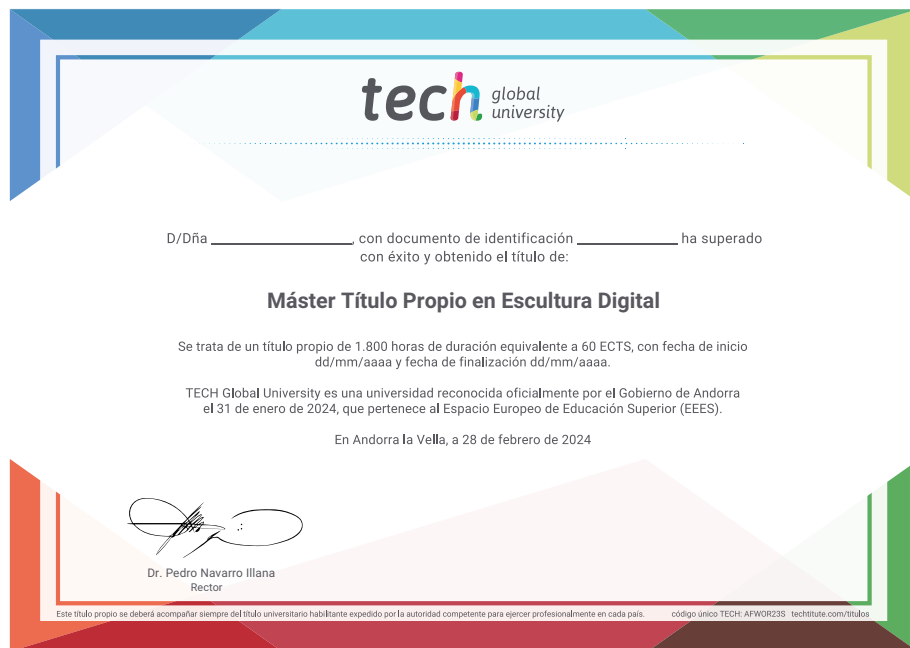 tech global university
D/Dña ____________________, con documento de identificación ______________ ha superado
con éxito y obtenido el título de:
Máster Título Propio en Escultura Digital
Se trata de un título propio de 1.800 horas de duración equivalente a 60 ECTS, con fecha de inicio
dd/mm/aaaa y fecha de finalización dd/mm/aaaa.
TECH Global University es una universidad reconocida oficialmente por el Gobierno de Andorra
el 31 de enero de 2024, que pertenece al Espacio Europeo de Educación Superior (EEES).
En Andorra la Vella, a 28 de febrero de 2024
Dr. Pedro Navarro Illana
Rector
Este título propio se deberá acompañar siempre del título universitario habilitante expedido por la autoridad competente para ejercer profesionalmente en cada país. código único TECH: AFWOR23S techtitute.com/titulos